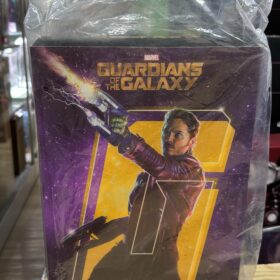 MARVEL
GUARDIANS
OF THE GALAXY